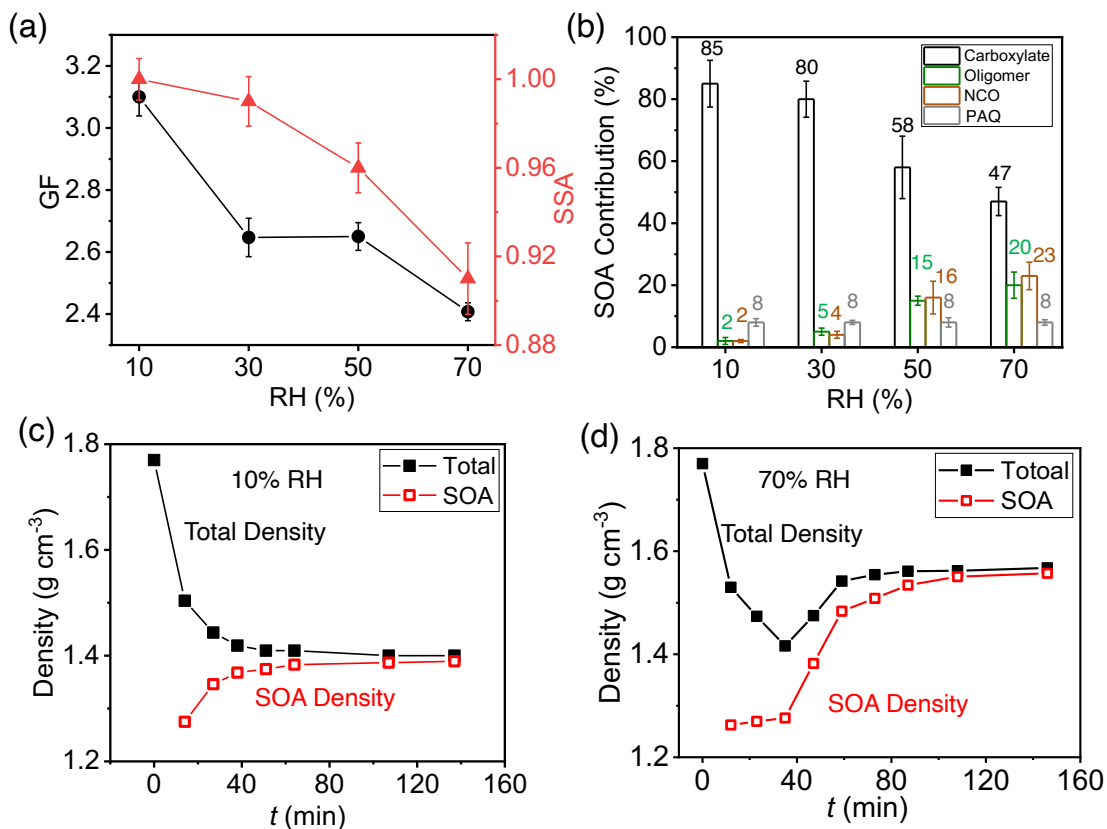 (a)
3.2
3.0
2.8
2.6
2.4
GF
1.00
0.96
0.92
0.88
SSA
10
30
50
70
RH (%)
(b)
100
80
60
40
20
0
SOA Contribution (%)
Carboxylate
Oligomer
NCO
PAQ
85
2
2
8
80
5
4
8
58
15
16
8
47
20
23
8
10
30
50
70
RH (%)
(c)
1.8
1.6
1.4
1.2
Density (g cm⁻³)
10% RH
Total
SOA
Total Density
SOA Density
0
40
80
120
160
t (min)
(d)
1.8
1.6
1.4
1.2
Density (g cm⁻³)
70% RH
Totoal
SOA
Total Density
SOA Density
0
40
80
120
160
t (min)